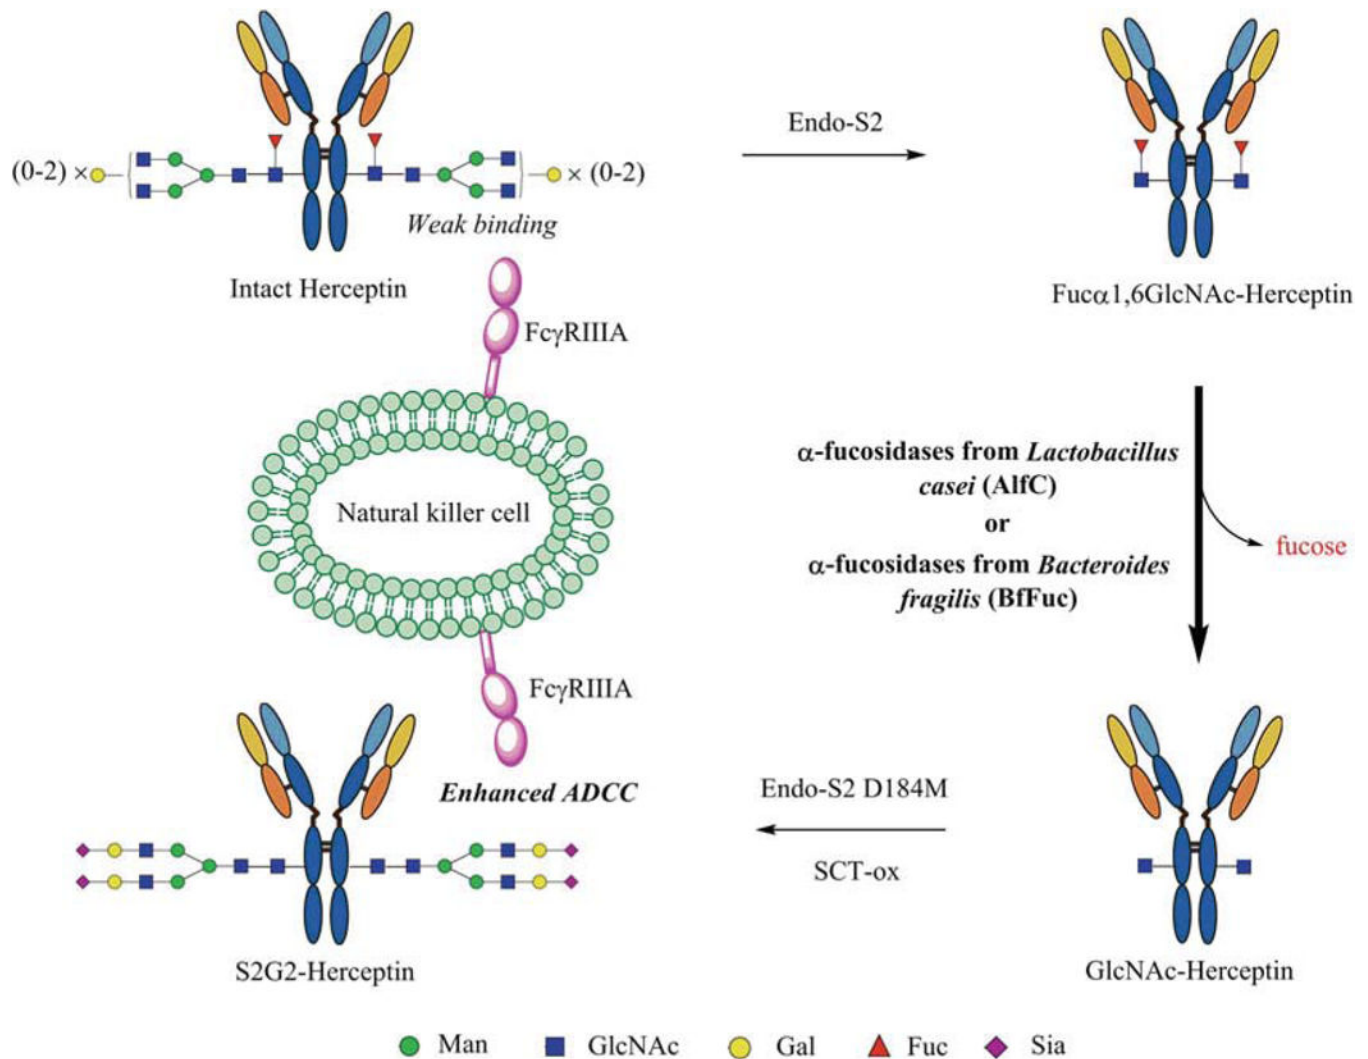 Endo-S2
(0-2) ×
× (0-2)
Weak binding
Intact Herceptin
Fucα1,6GlcNAc-Herceptin
FcγRIIIA
α-fucosidases from Lactobacillus
casei (AlfC)
or
α-fucosidases from Bacteroides
fragilis (BfFuc)
fucose
Natural killer cell
FcγRIIIA
Enhanced ADCC
Endo-S2 D184M
SCT-ox
S2G2-Herceptin
GlcNAc-Herceptin
Man
GlcNAc
Gal
Fuc
Sia